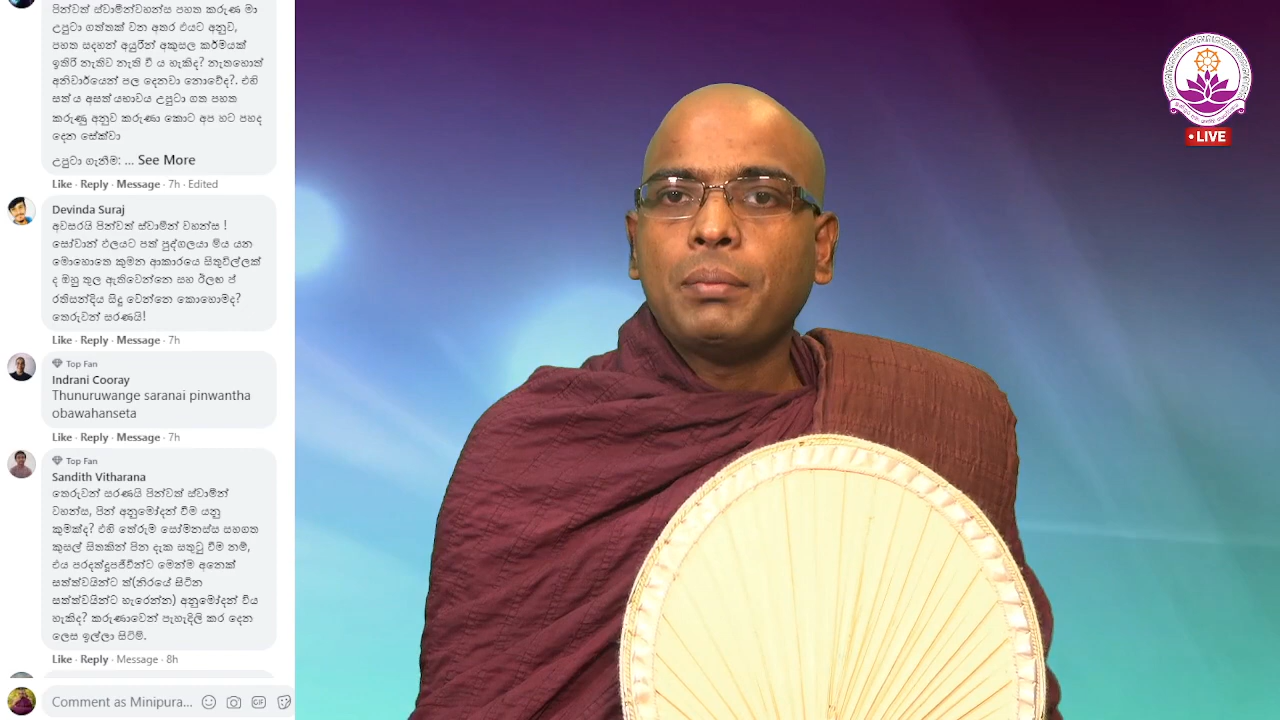 පින්වත් ස්වාමින්වහන්ස පහත කරුණ මා
උපුටා ගත්තක් වන අතර එයට අනුව,
පහත සදහන් අයුරින් අකුසල කර්මයක්
ඉතිරි නැතිව නැති වී ය හැකිද? නැතහොත්
අනිවාර්යෙන් පල දෙනවා නොවේද?. එහි
සත් ය අසත් යභාවය උපුටා ගත පහත
කරුණු අනුව කරුණා කොට අප හට පහද
දෙන සේක්වා
උපුටා ගැනීම: ... See More
Like · Reply · Message · 7h · Edited
Devinda Suraj
අවසරයි පින්වත් ස්වාමීන් වහන්ස !
සෝවාන් ඵලයට පත් පුද්ගලයා මිය යන
මොහොතෙ කුමන ආකාරයෙ සිතුවිල්ලක්
ද ඔහු තුල ඇතිවෙන්නෙ සහ ඊලඟ ප්
රතිසන්දිය සිදු වෙන්නෙ කොහොමද?
තෙරුවන් සරණයි!
Like · Reply · Message · 7h
Top Fan
Indrani Cooray
Thunuruwange saranai pinwantha
obawahanseta
Like · Reply · Message · 7h
Top Fan
Sandith Vitharana
තෙරුවන් සරණයි පින්වත් ස්වාමීන්
වහන්ස, පින් අනුමෝදන් වීම යනු
කුමක්ද? එහි තේරුම සෝමනස්ස සහගත
කුසල් සිතකින් පින දැක සතුටු වීම නම්,
එය පරදත්තූපජීවීන්ට මෙන්ම අනෙක්
සත්ත්වයින්ට ත්(නිරයේ සිටින
සත්ත්වයින්ට හැරෙන්න) අනුමෝදන් විය
හැකිද? කරුණාවෙන් පැහැදිලි කර දෙන
ලෙස ඉල්ලා සිටිමි.
Like · Reply · Message · 8h
Comment as Minipura...
GIF
LIVE